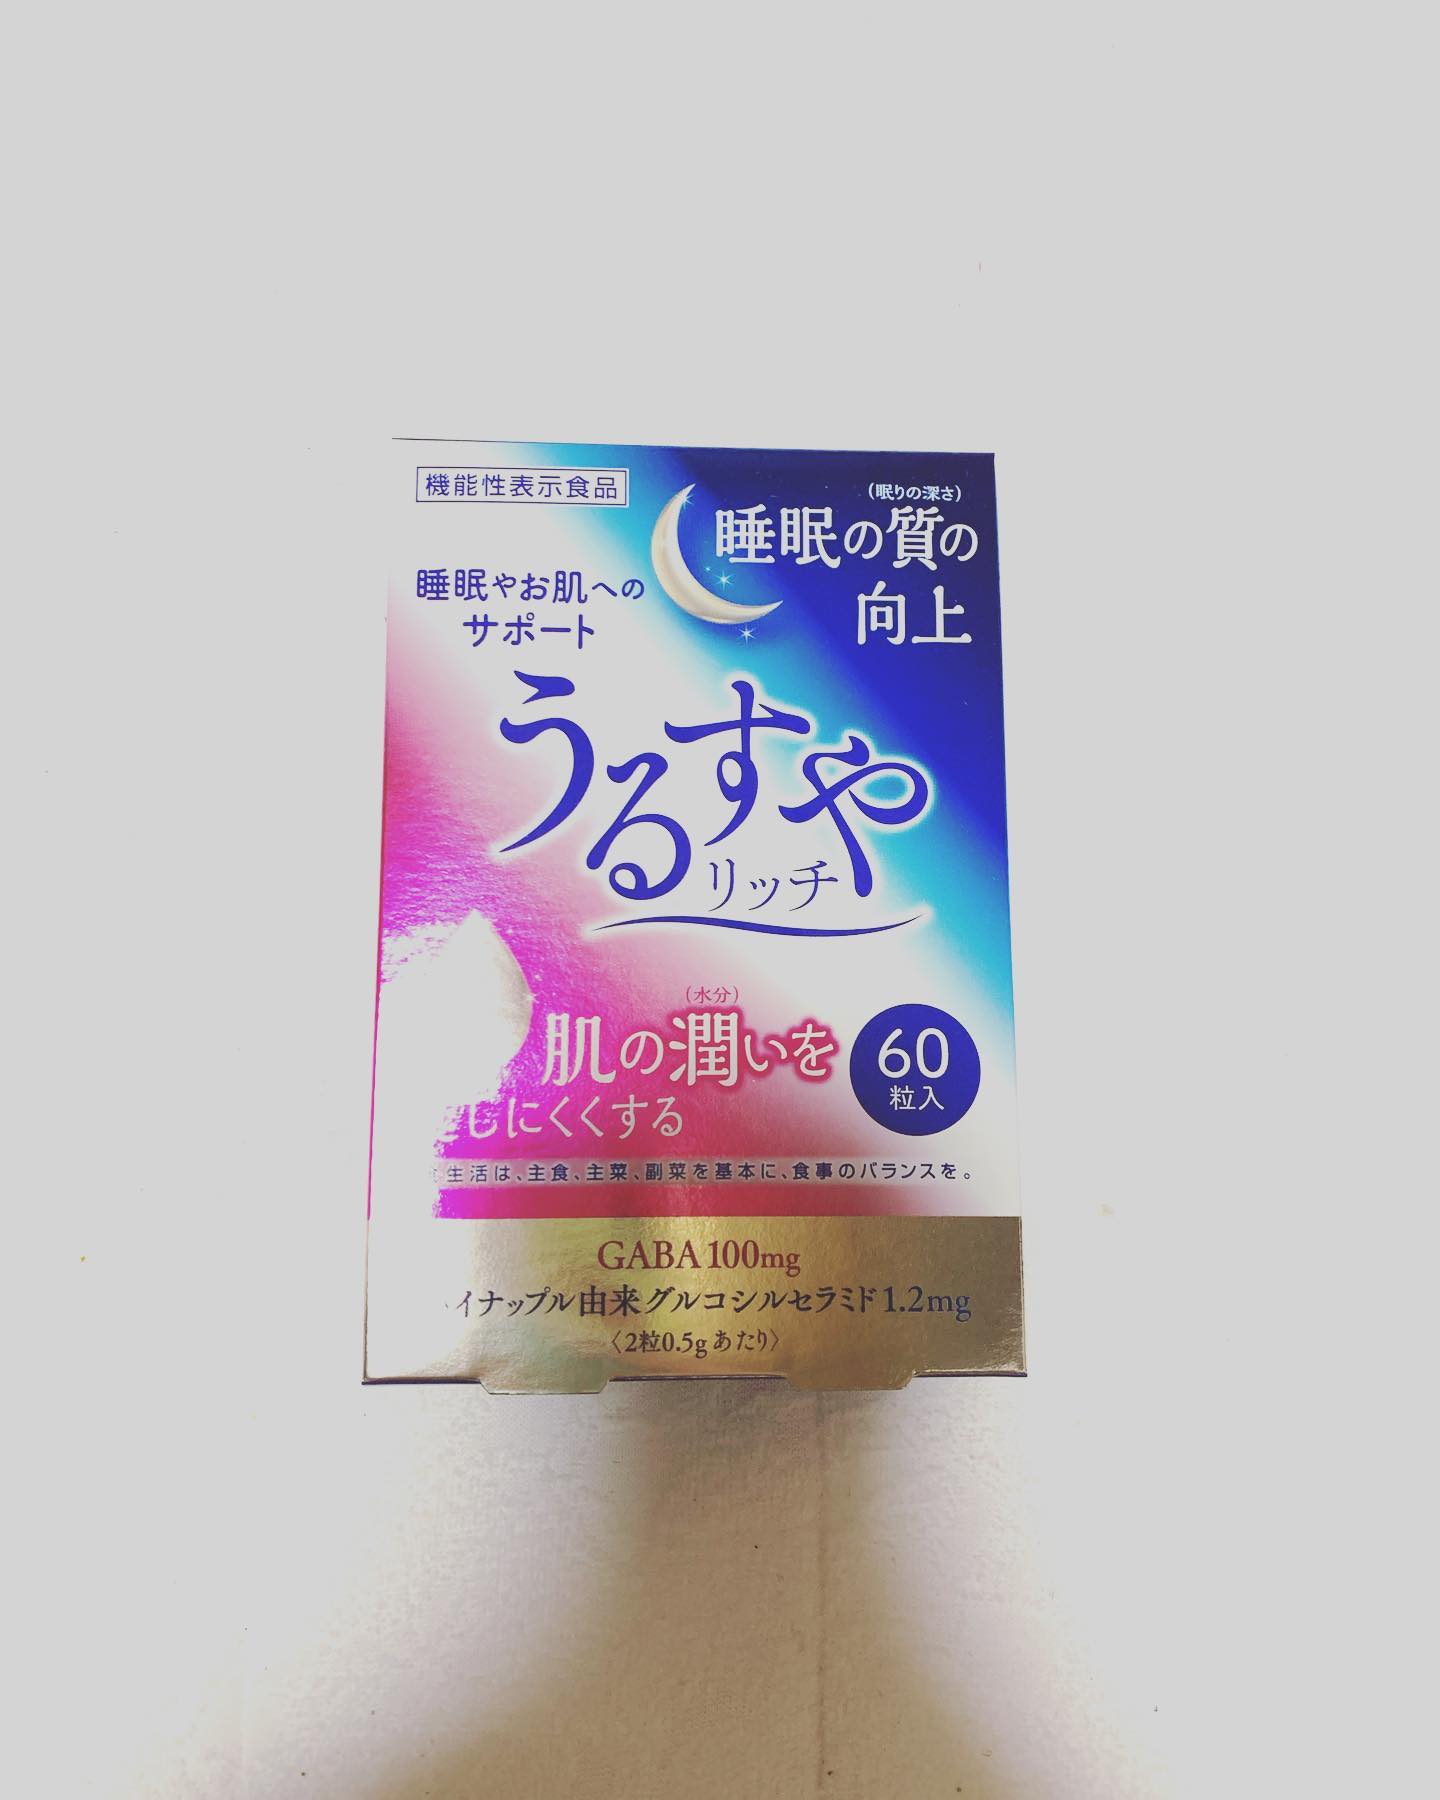 機能性表示食品
(眠りの深さ)
睡眠の質の
向上
睡眠やお肌への
サポート
うるすや
リッチ
(水分)
肌の潤いを
しにくくする
60
粒入
生活は、主食、主菜、副菜を基本に、食事のバランスを。
GABA 100mg
イナップル由来グルコシルセラミド1.2mg
〈2粒0.5gあたり〉